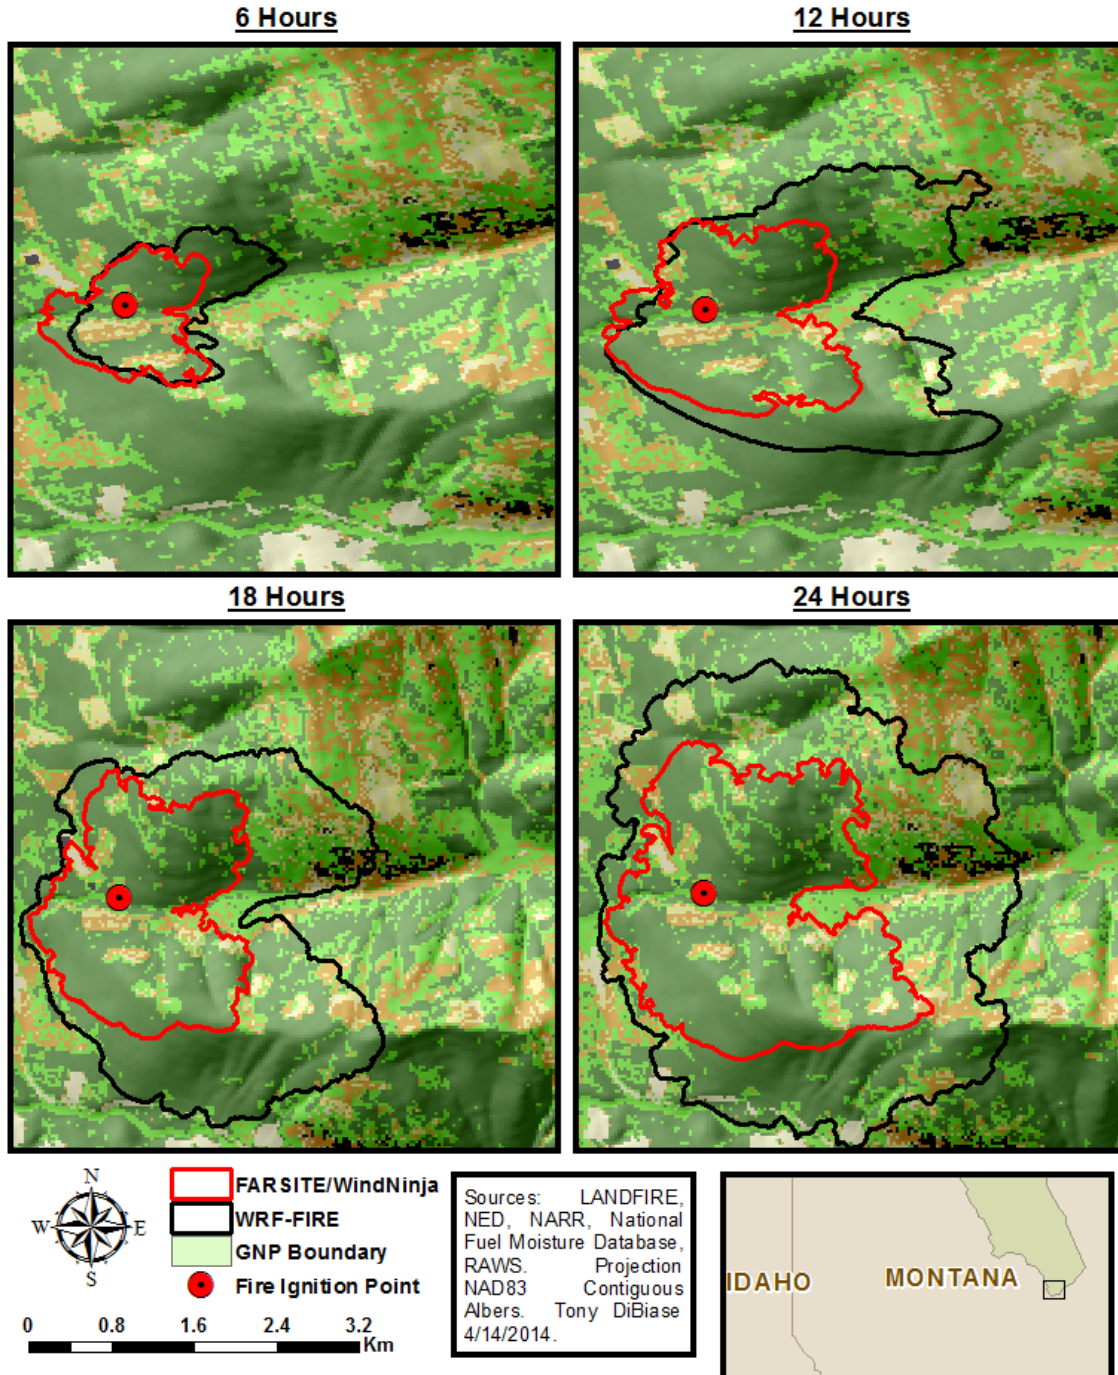 6 Hours
12 Hours
18 Hours
24 Hours
N
W E
S
FARSITE/WindNinja
WRF-FIRE
GNP Boundary
Fire Ignition Point
0 0.8 1.6 2.4 3.2
Km
Sources: LANDFIRE,
NED, NARR, National
Fuel Moisture Database,
RAWS. Projection
NAD83 Contiguous
Albers. Tony DiBiase
4/14/2014.
IDAHO MONTANA